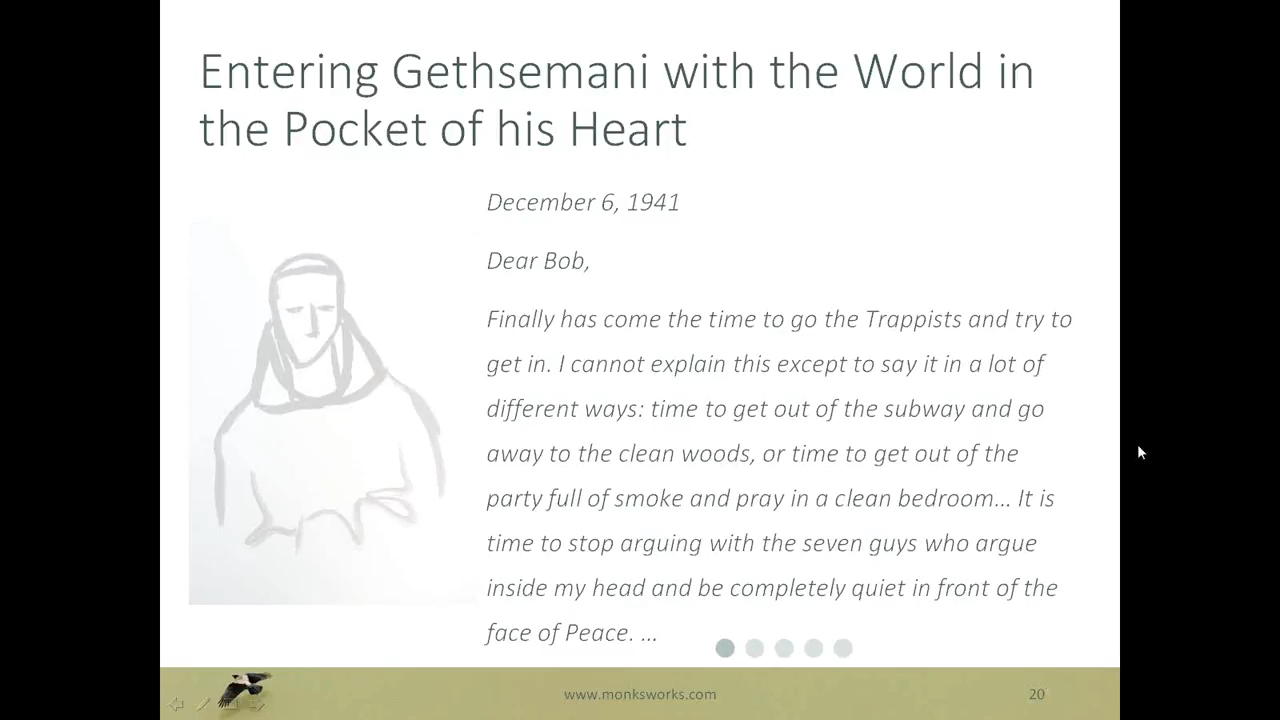 Entering Gethsemani with the World in
the Pocket of his Heart
December 6, 1941
Dear Bob,
Finally has come the time to go the Trappists and try to
get in. I cannot explain this except to say it in a lot of
different ways: time to get out of the subway and go
away to the clean woods, or time to get out of the
party full of smoke and pray in a clean bedroom... It is
time to stop arguing with the seven guys who argue
inside my head and be completely quiet in front of the
face of Peace. ...
www.monksworks.com
20